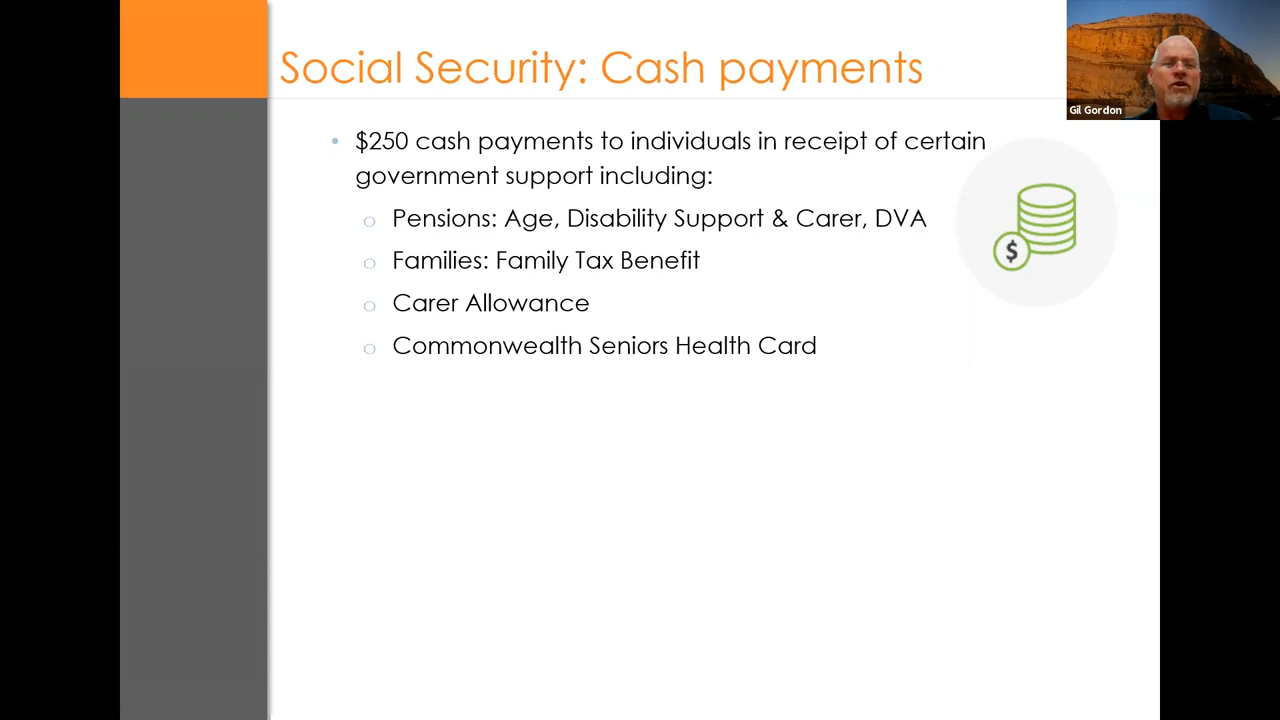 Social Security: Cash payments
Gil Gordon
• $250 cash payments to individuals in receipt of certain
government support including:
o Pensions: Age, Disability Support & Carer, DVA
o Families: Family Tax Benefit
o Carer Allowance
o Commonwealth Seniors Health Card
$